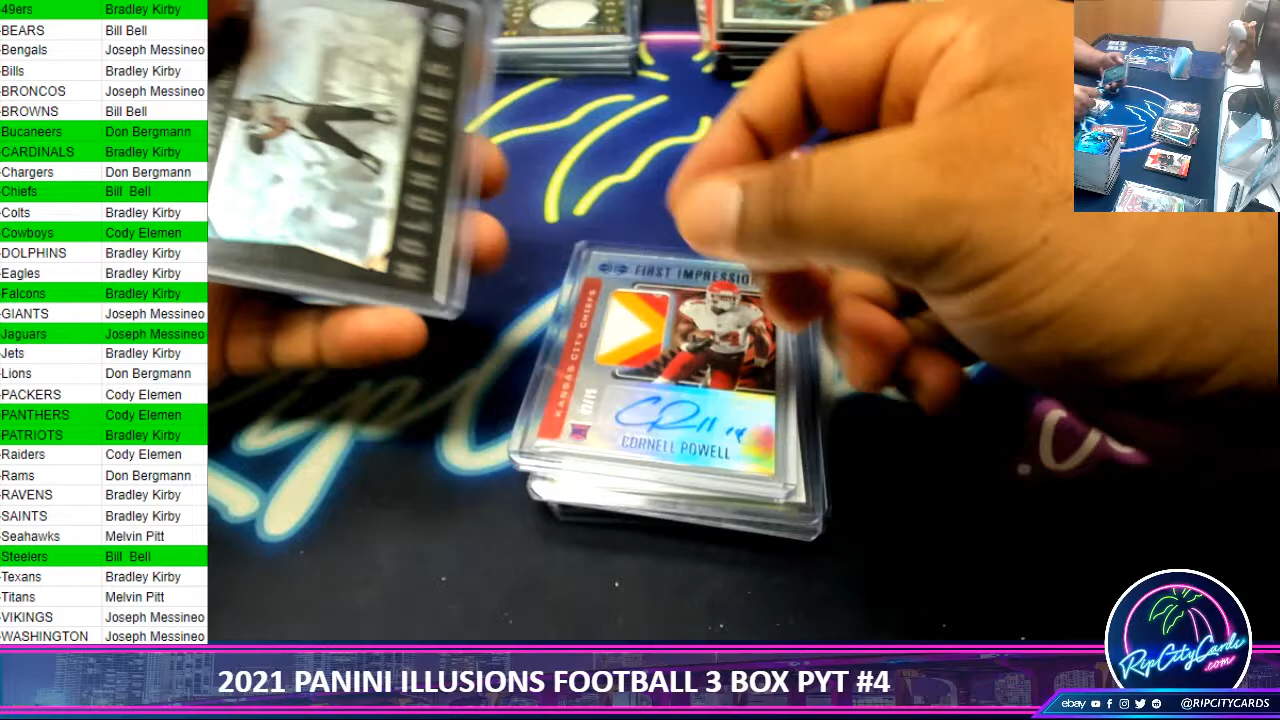 -49ers Bradley Kirby
-BEARS Bill Bell
-Bengals Joseph Messineo
-Bills Bradley Kirby
-BRONCOS Joseph Messineo
-BROWNS Bill Bell
-Bucaneers Don Bergmann
-CARDINALS Bradley Kirby
-Chargers Don Bergmann
-Chiefs Bill Bell
-Colts Bradley Kirby
-Cowboys Cody Elemen
-DOLPHINS Bradley Kirby
-Eagles Bradley Kirby
-Falcons Bradley Kirby
-GIANTS Joseph Messineo
-Jaguars Joseph Messineo
-Jets Bradley Kirby
-Lions Don Bergmann
-PACKERS Cody Elemen
-PANTHERS Cody Elemen
-PATRIOTS Bradley Kirby
-Raiders Cody Elemen
-Rams Don Bergmann
-RAVENS Bradley Kirby
-SAINTS Bradley Kirby
-Seahawks Melvin Pitt
-Steelers Bill Bell
-Texans Bradley Kirby
-Titans Melvin Pitt
-VIKINGS Joseph Messineo
-WASHINGTON Joseph Messineo
FIRST IMPRESSIO
KANSAS CITY CHIEFS
CORNELL POWELL
RipCityCards
.com
2021 PANINI ILLUSIONS FOOTBALL 3 BOX PYT #4
ebay @RIPCITYCARDS